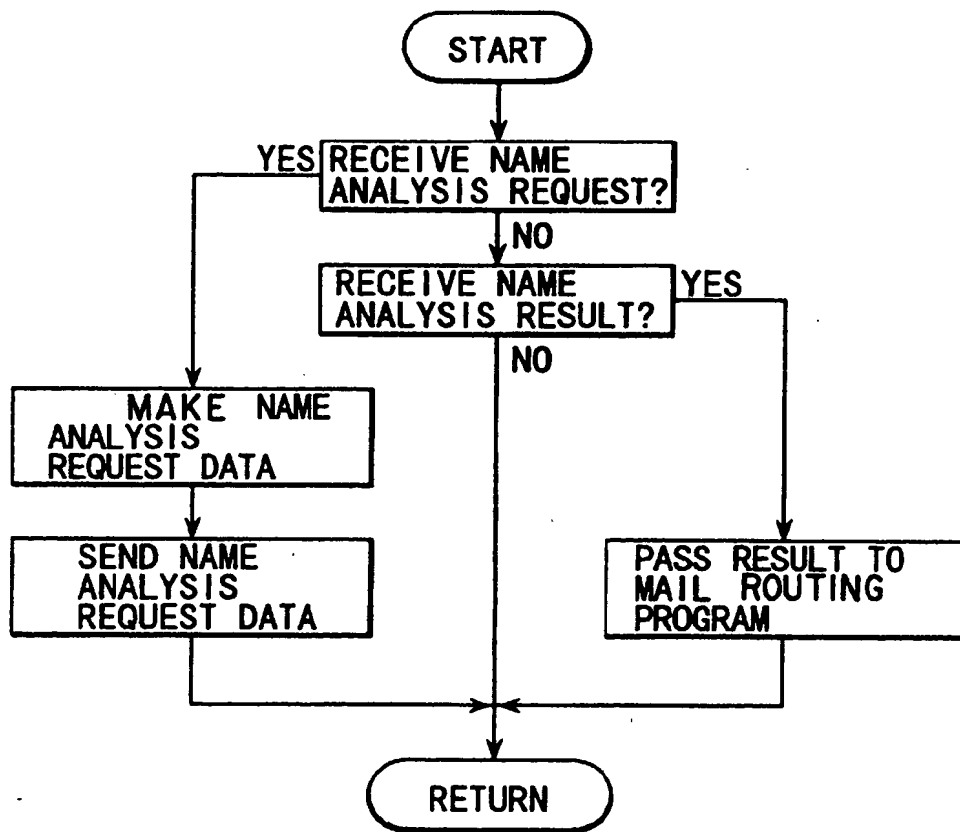 START
YES
RECEIVE NAME
ANALYSIS REQUEST?
NO
RECEIVE NAME
ANALYSIS RESULT?
YES
NO
MAKE NAME
ANALYSIS
REQUEST DATA
SEND NAME
ANALYSIS
REQUEST DATA
PASS RESULT TO
MAIL ROUTING
PROGRAM
RETURN